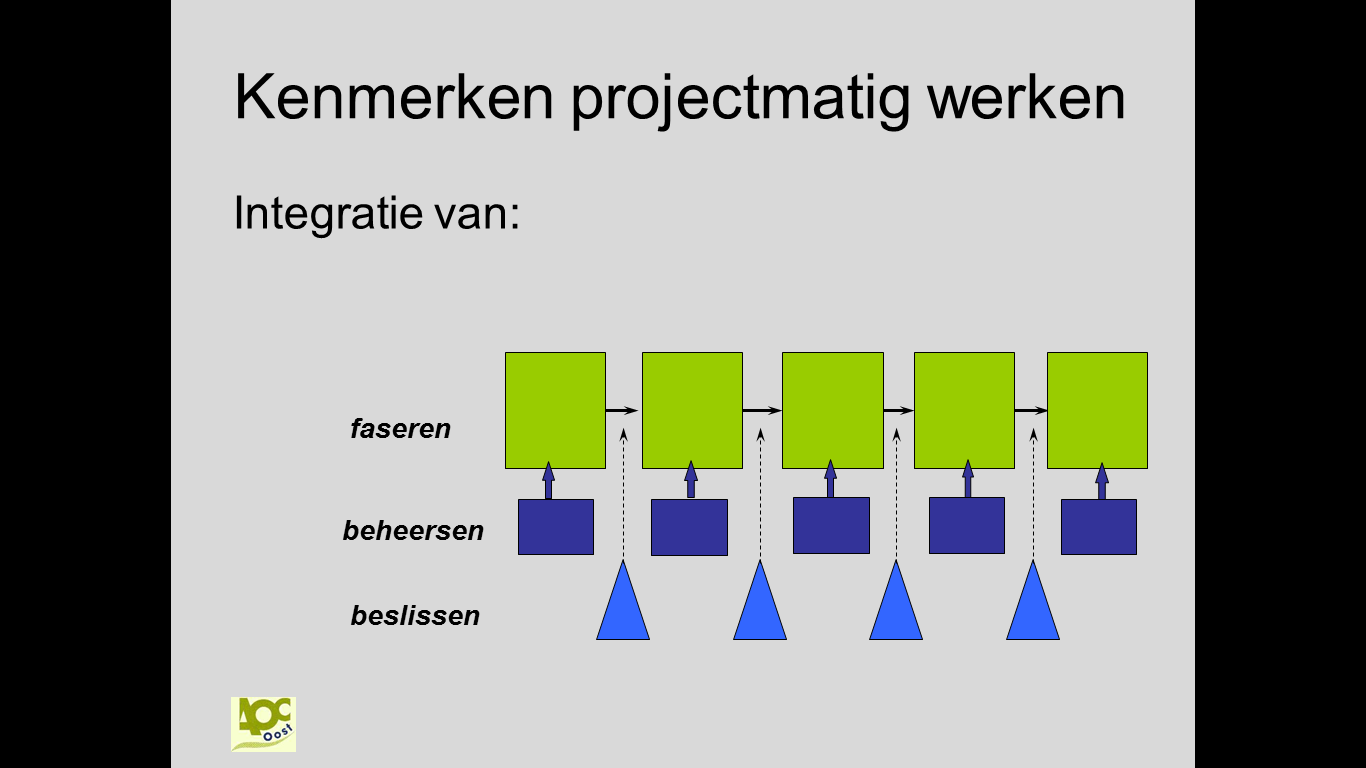 Kenmerken projectmatig werken
Integratie van:
faseren
beheersen
beslissen
AOC
Oost